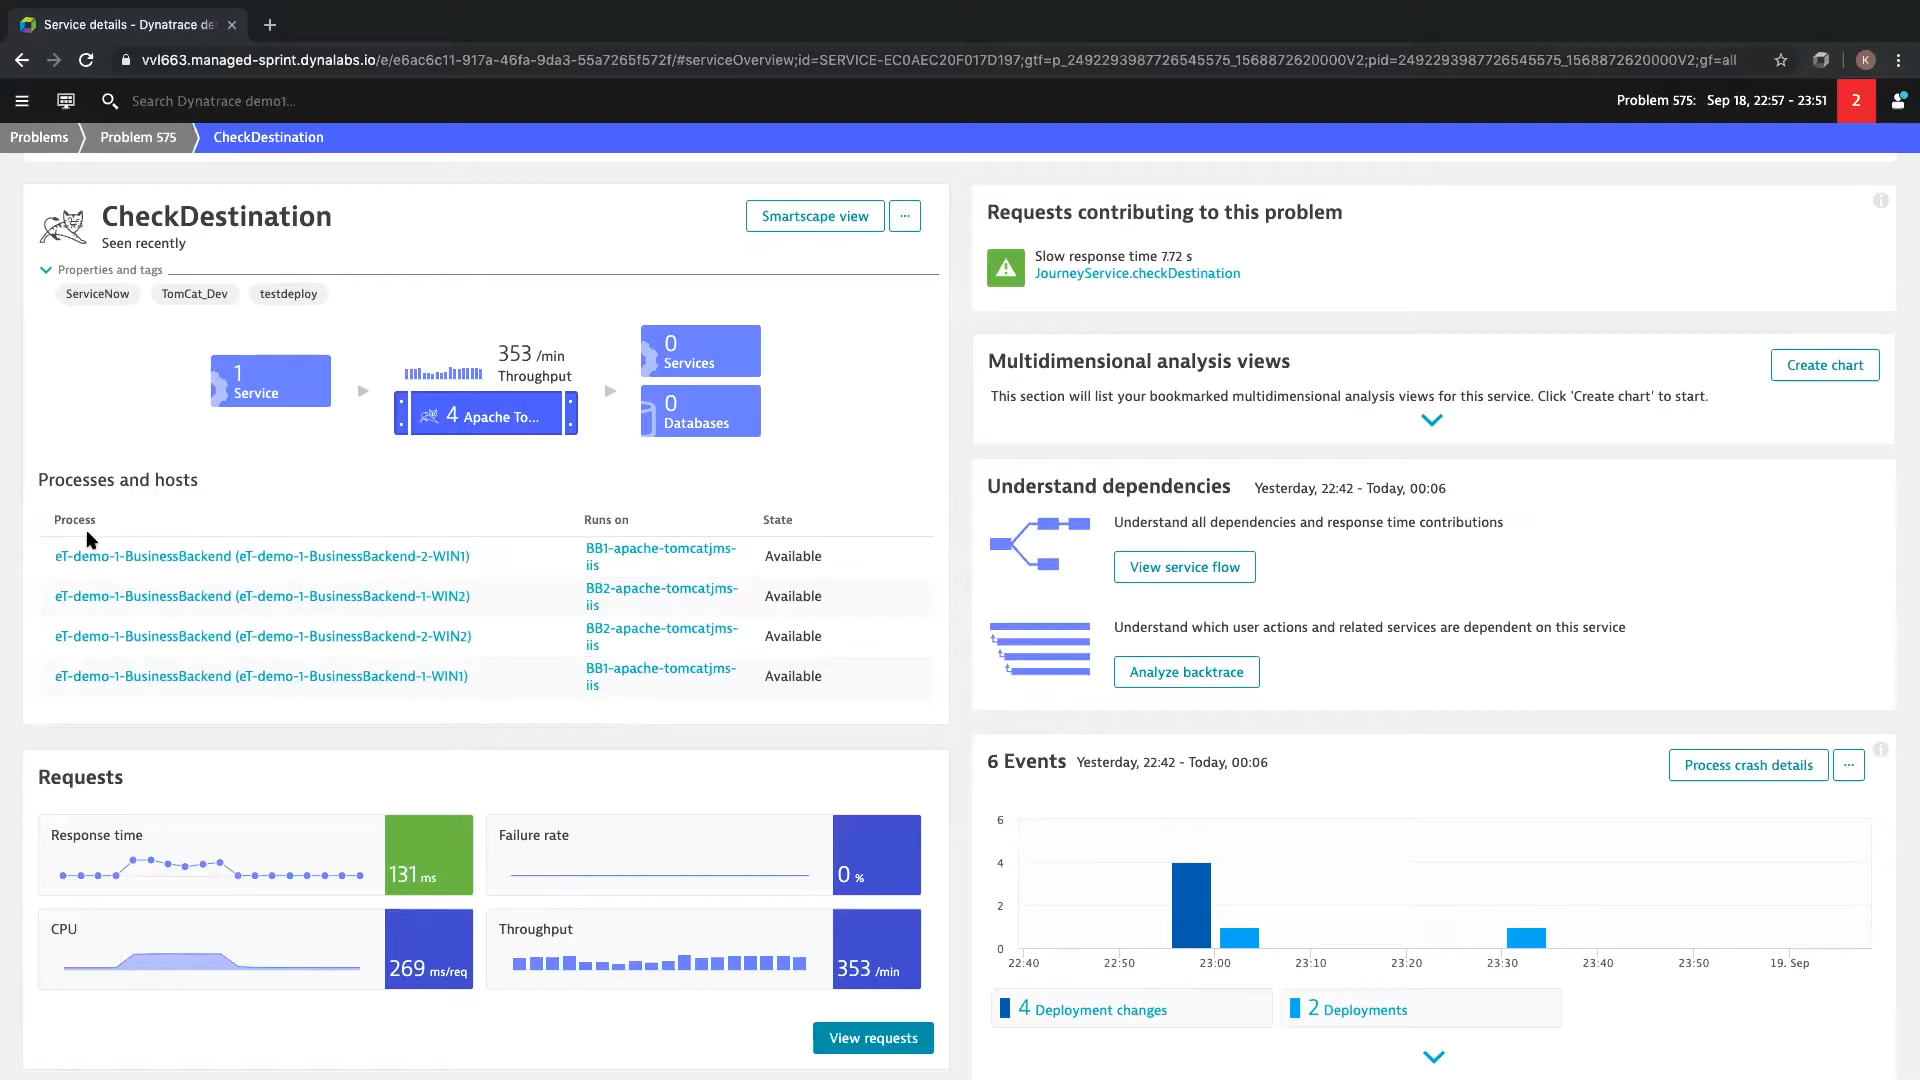 Service details - Dynatrace de
vvl663.managed-sprint.dynalabs.io/e/e6ac6c11-917a-46fa-9da3-55a7265f572f/#serviceOverview;id=SERVICE-EC0AEC20F017D197;gtf=p_2492293987726545575_1568872620000V2;pid=2492293987726545575_1568872620000V2;gf=all
K
Search Dynatrace demo1...
Problem 575: Sep 18, 22:57 - 23:51
2
Problems
Problem 575
CheckDestination
CheckDestination
Seen recently
Smartscape view
...
Properties and tags
ServiceNow
TomCat_Dev
testdeploy
1
Service
353 /min
Throughput
4 Apache To...
0
Services
0
Databases
Processes and hosts
Process
Runs on
State
eT-demo-1-BusinessBackend (eT-demo-1-BusinessBackend-2-WIN1)
BB1-apache-tomcatjms-
iis
Available
eT-demo-1-BusinessBackend (eT-demo-1-BusinessBackend-1-WIN2)
BB2-apache-tomcatjms-
iis
Available
eT-demo-1-BusinessBackend (eT-demo-1-BusinessBackend-2-WIN2)
BB2-apache-tomcatjms-
iis
Available
eT-demo-1-BusinessBackend (eT-demo-1-BusinessBackend-1-WIN1)
BB1-apache-tomcatjms-
iis
Available
Requests
Response time
131 ms
Failure rate
0 %
CPU
269 ms/req
Throughput
353 /min
View requests
Requests contributing to this problem
Slow response time 7.72 s
JourneyService.checkDestination
Multidimensional analysis views
Create chart
This section will list your bookmarked multidimensional analysis views for this service. Click 'Create chart' to start.
Understand dependencies
Yesterday, 22:42 - Today, 00:06
Understand all dependencies and response time contributions
View service flow
Understand which user actions and related services are dependent on this service
Analyze backtrace
6 Events
Yesterday, 22:42 - Today, 00:06
Process crash details
...
6
4
2
0
22:40
22:50
23:00
23:10
23:20
23:30
23:40
23:50
19. Sep
4 Deployment changes
2 Deployments